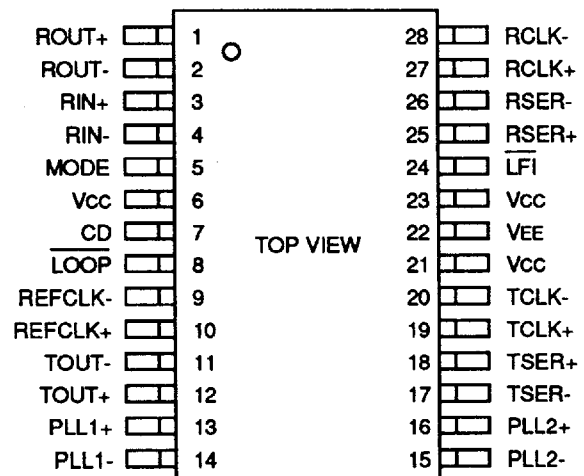 ROUT+ 1 28 RCLK-
ROUT- 2 27 RCLK+
RIN+ 3 26 RSER-
RIN- 4 25 RSER+
MODE 5 24 LFI
VCC 6 23 VCC
CD 7 22 VEE
TOP VIEW
LOOP 8 21 VCC
REFCLK- 9 20 TCLK-
REFCLK+ 10 19 TCLK+
TOUT- 11 18 TSER+
TOUT+ 12 17 TSER-
PLL1+ 13 16 PLL2+
PLL1- 14 15 PLL2-